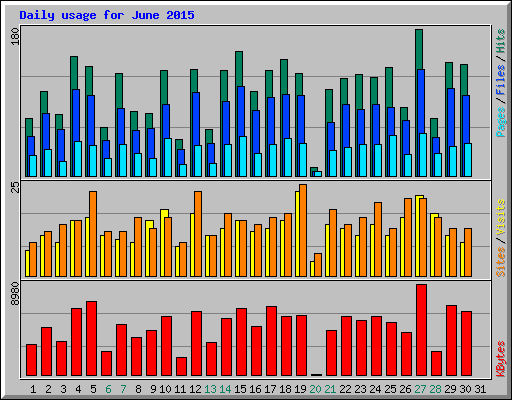 Daily usage for June 2015
180
Pages / Files / Hits
25
Sites / Visits
8980
KBytes
1 2 3 4 5 6 7 8 9 10 11 12 13 14 15 16 17 18 19 20 21 22 23 24 25 26 27 28 29 30 31